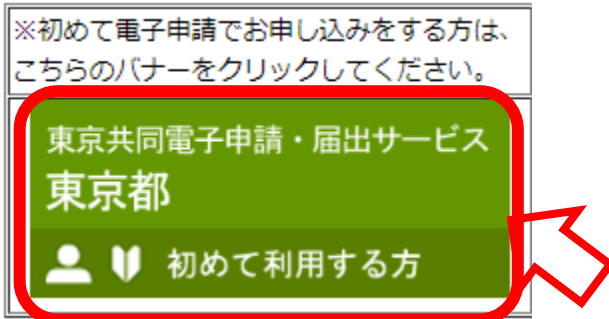 ※初めて電子申請でお申し込みをする方は、
こちらのバナーをクリックしてください。
東京共同電子申請・届出サービス
東京都
初めて利用する方